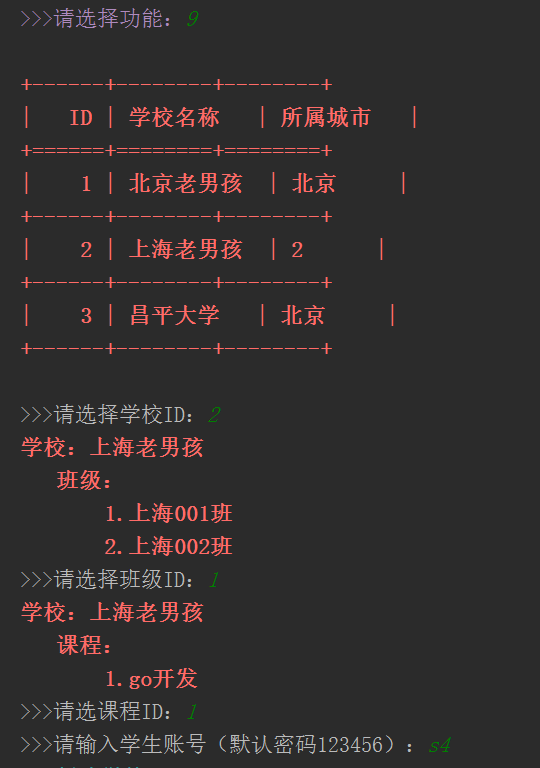 >>>请选择功能：9
+------+--------+--------+
|   ID | 学校名称   | 所属城市   |
+======+========+========+
|    1 | 北京老男孩  | 北京     |
+------+--------+--------+
|    2 | 上海老男孩  | 2      |
+------+--------+--------+
|    3 | 昌平大学   | 北京     |
+------+--------+--------+
>>>请选择学校ID：2
学校：上海老男孩
   班级：
       1.上海001班
       2.上海002班
>>>请选择班级ID：1
学校：上海老男孩
   课程：
       1.go开发
>>>请选课程ID：1
>>>请输入学生账号（默认密码123456）：s4